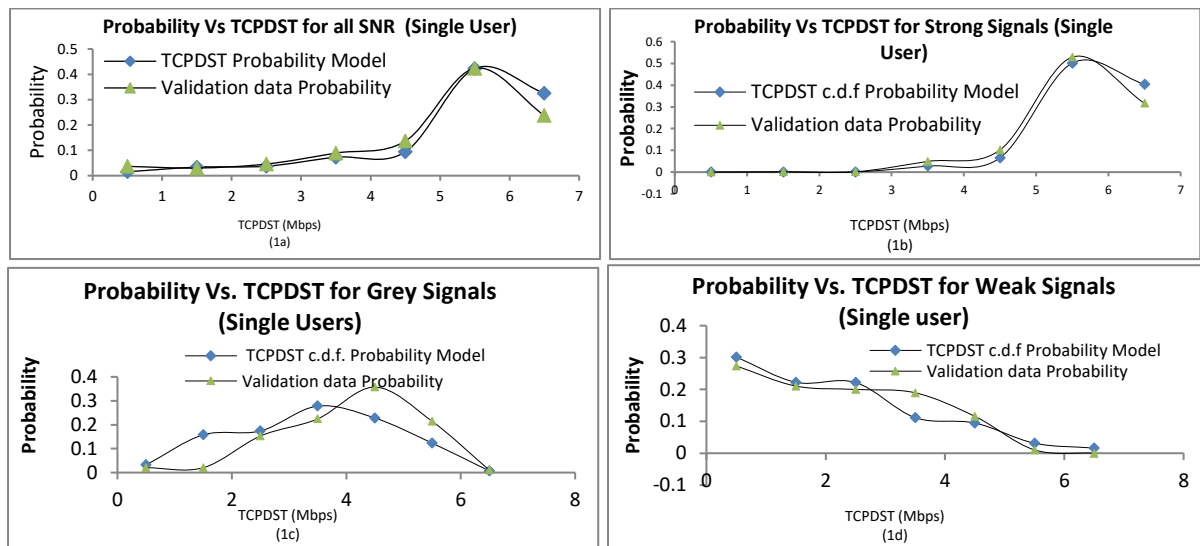 Probability Vs TCPDST for all SNR (Single User)
0.5
0.4
0.3
0.2
0.1
0
Probability
TCPDST Probability Model
Validation data Probability
0 1 2 3 4 5 6 7
TCPDST (Mbps)
(1a)
Probability Vs TCPDST for Strong Signals (Single
User)
0.6
0.5
0.4
0.3
0.2
0.1
0
-0.1
Probability
TCPDST c.d.f Probability Model
Validation data Probability
0 1 2 3 4 5 6 7
TCPDST (Mbps)
(1b)
Probability Vs. TCPDST for Grey Signals
(Single Users)
TCPDST c.d.f. Probability Model
Validation data Probability
0.4
0.3
0.2
0.1
0
Probability
0 2 4 6 8
TCPDST (Mbps)
(1c)
Probability Vs. TCPDST for Weak Signals
(Single user)
0.4
0.3
0.2
0.1
0
-0.1
Probability
TCPDST c.d.f Probability Model
Validation data Probability
0 2 4 6 8
TCPDST (Mbps)
(1d)